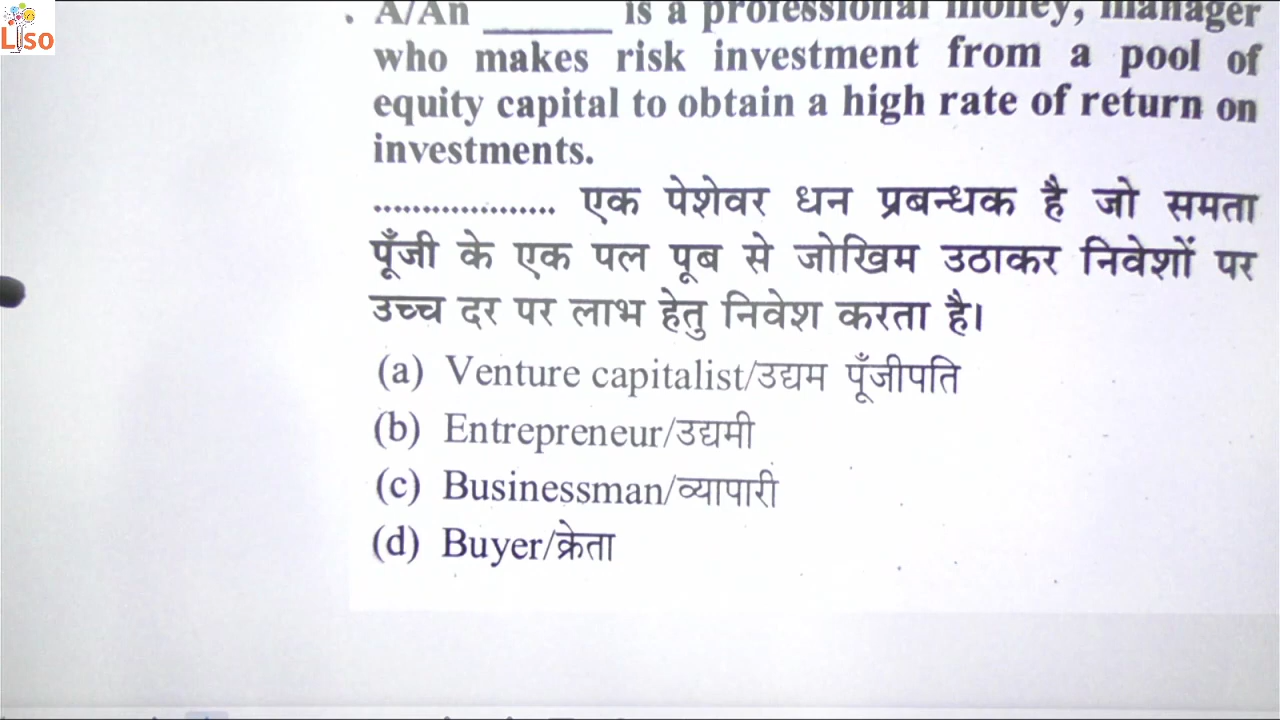 Liso
. A/An _______ is a professional money, manager
who makes risk investment from a pool of
equity capital to obtain a high rate of return on
investments.
................... एक पेशेवर धन प्रबन्धक है जो समता
पूँजी के एक पल पूब से जोखिम उठाकर निवेशों पर
उच्च दर पर लाभ हेतु निवेश करता है।
(a) Venture capitalist/उद्यम पूँजीपति
(b) Entrepreneur/उद्यमी
(c) Businessman/व्यापारी
(d) Buyer/क्रेता